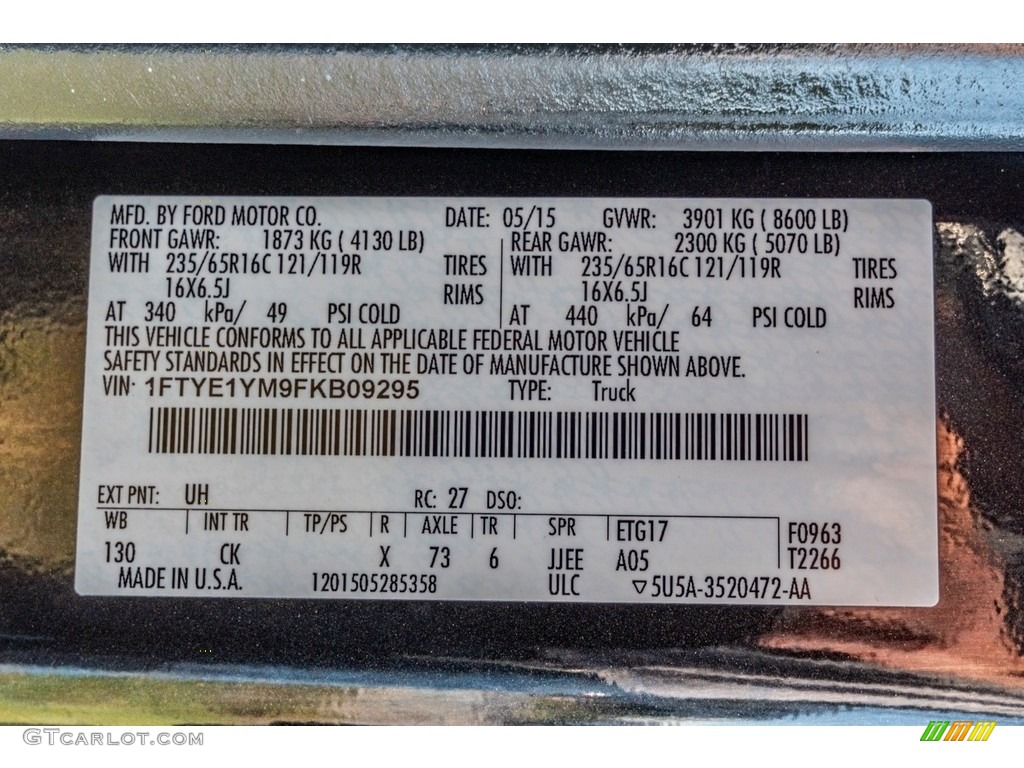 MFD. BY FORD MOTOR CO. DATE: 05/15 GVWR: 3901 KG ( 8600 LB)
FRONT GAWR: 1873 KG ( 4130 LB) REAR GAWR: 2300 KG ( 5070 LB)
WITH 235/65R16C 121/119R TIRES WITH 235/65R16C 121/119R TIRES
16X6.5J RIMS 16X6.5J RIMS
AT 340 kPa/ 49 PSI COLD AT 440 kPa/ 64 PSI COLD
THIS VEHICLE CONFORMS TO ALL APPLICABLE FEDERAL MOTOR VEHICLE
SAFETY STANDARDS IN EFFECT ON THE DATE OF MANUFACTURE SHOWN ABOVE.
VIN: 1FTYE1YM9FKB09295 TYPE: Truck
EXT PNT: UH RC: 27 DSO:
WB INT TR TP/PS R AXLE TR SPR ETG17 F0963
130 CK X 73 6 JJEE A05 T2266
MADE IN U.S.A. 1201505285358 ULC ▽5U5A-3520472-AA
GTCarlot.com